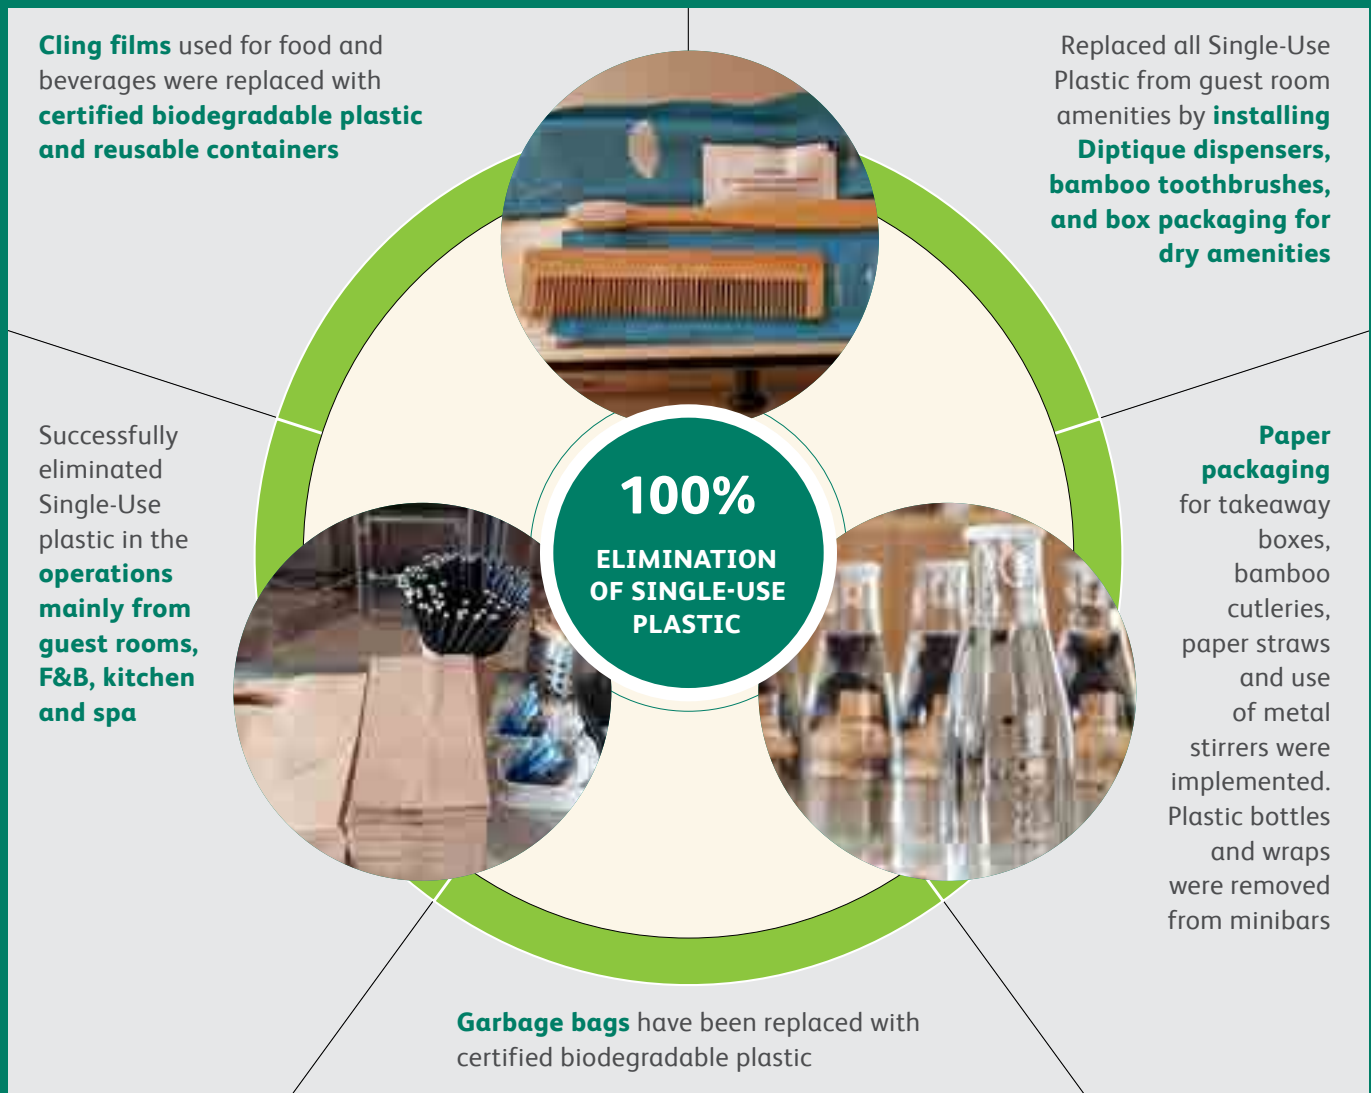 Cling films used for food and
beverages were replaced with
certified biodegradable plastic
and reusable containers
Replaced all Single-Use
Plastic from guest room
amenities by installing
Diptique dispensers,
bamboo toothbrushes,
and box packaging for
dry amenities
Successfully
eliminated
Single-Use
plastic in the
operations
mainly from
guest rooms,
F&B, kitchen
and spa
100%
ELIMINATION
OF SINGLE-USE
PLASTIC
Paper
packaging
for takeaway
boxes,
bamboo
cutleries,
paper straws
and use
of metal
stirrers were
implemented.
Plastic bottles
and wraps
were removed
from minibars
Garbage bags have been replaced with
certified biodegradable plastic